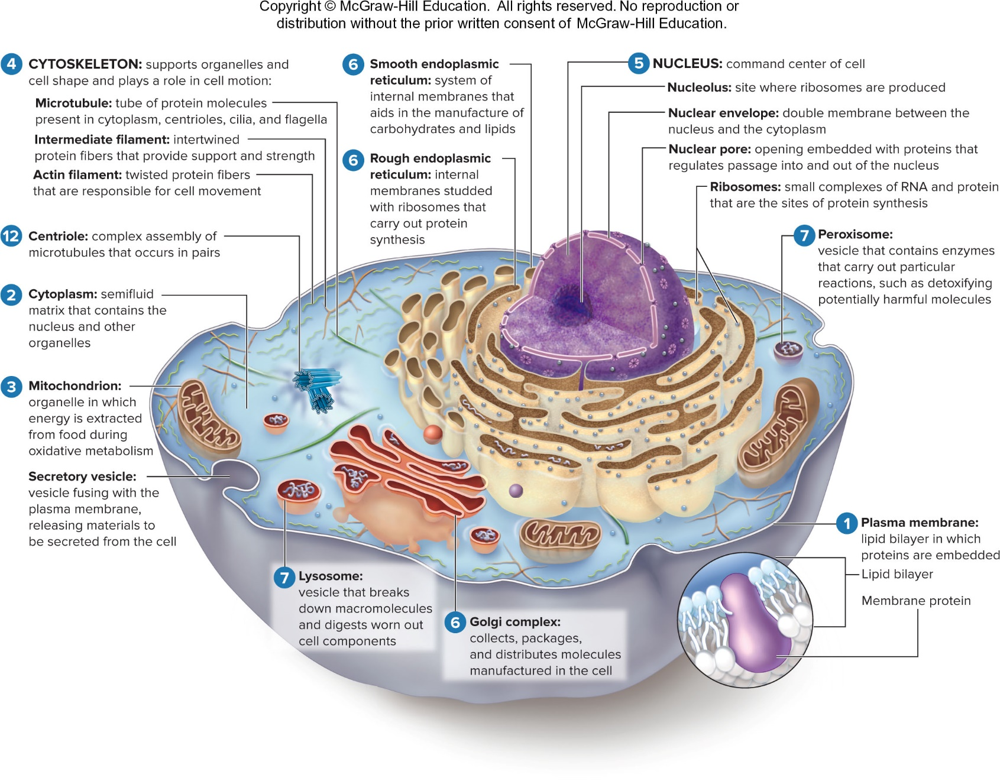 Copyright © McGraw-Hill Education.  All rights reserved. No reproduction or
distribution without the prior written consent of McGraw-Hill Education.
4 CYTOSKELETON: supports organelles and
cell shape and plays a role in cell motion:
Microtubule: tube of protein molecules
present in cytoplasm, centrioles, cilia, and flagella
Intermediate filament: intertwined
protein fibers that provide support and strength
Actin filament: twisted protein fibers
that are responsible for cell movement
12 Centriole: complex assembly of
microtubules that occurs in pairs
2 Cytoplasm: semifluid
matrix that contains the
nucleus and other
organelles
3 Mitochondrion:
organelle in which
energy is extracted
from food during
oxidative metabolism
Secretory vesicle:
vesicle fusing with the
plasma membrane,
releasing materials to
be secreted from the cell
6 Smooth endoplasmic
reticulum: system of
internal membranes that
aids in the manufacture of
carbohydrates and lipids
6 Rough endoplasmic
reticulum: internal
membranes studded
with ribosomes that
carry out protein
synthesis
5 NUCLEUS: command center of cell
Nucleolus: site where ribosomes are produced
Nuclear envelope: double membrane between the
nucleus and the cytoplasm
Nuclear pore: opening embedded with proteins that
regulates passage into and out of the nucleus
Ribosomes: small complexes of RNA and protein
that are the sites of protein synthesis
7 Peroxisome:
vesicle that contains enzymes
that carry out particular
reactions, such as detoxifying
potentially harmful molecules
7 Lysosome:
vesicle that breaks
down macromolecules
and digests worn out
cell components
6 Golgi complex:
collects, packages,
and distributes molecules
manufactured in the cell
1 Plasma membrane:
lipid bilayer in which
proteins are embedded
Lipid bilayer
Membrane protein